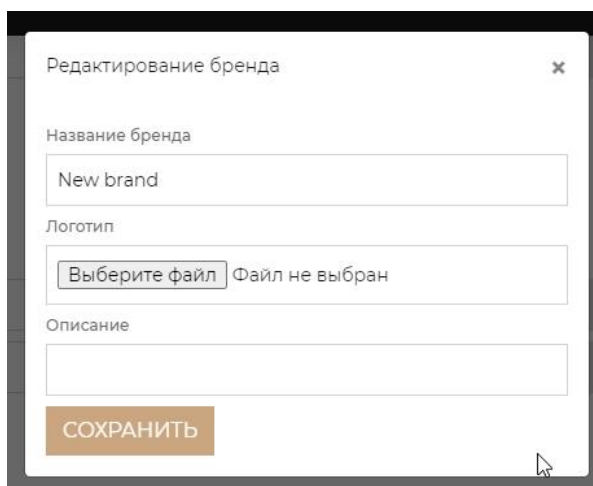 Редактирование бренда ×
Название бренда
New brand
Логотип
Выберите файл Файл не выбран
Описание
СОХРАНИТЬ